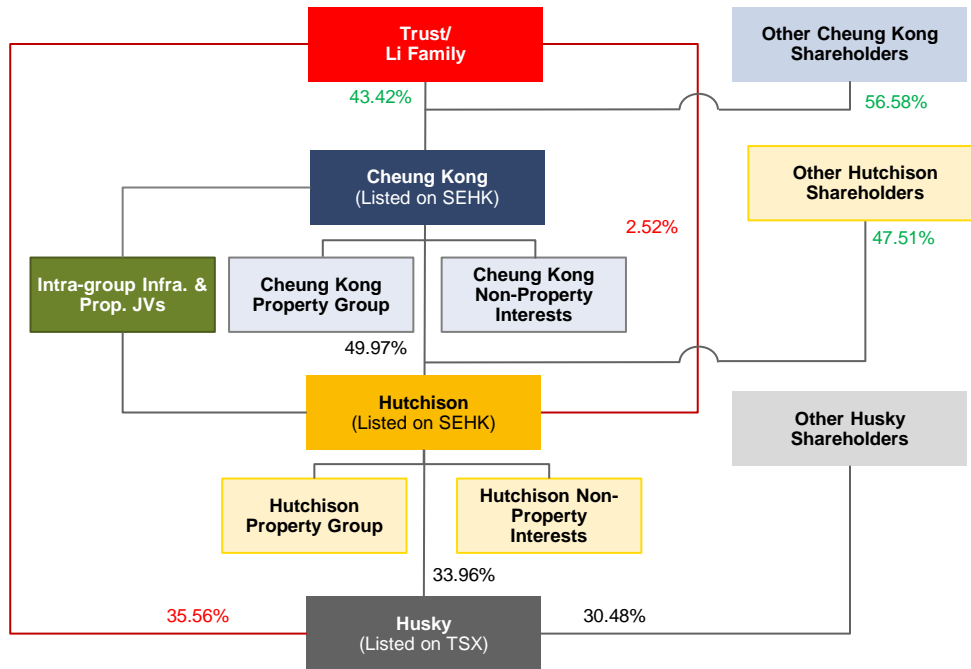 Trust/
Li Family
Other Cheung Kong
Shareholders
43.42%
56.58%
Cheung Kong
(Listed on SEHK)
Other Hutchison
Shareholders
2.52%
47.51%
Intra-group Infra. &
Prop. JVs
Cheung Kong
Property Group
Cheung Kong
Non-Property
Interests
49.97%
Hutchison
(Listed on SEHK)
Other Husky
Shareholders
Hutchison
Property Group
Hutchison Non-
Property
Interests
33.96%
35.56%
30.48%
Husky
(Listed on TSX)